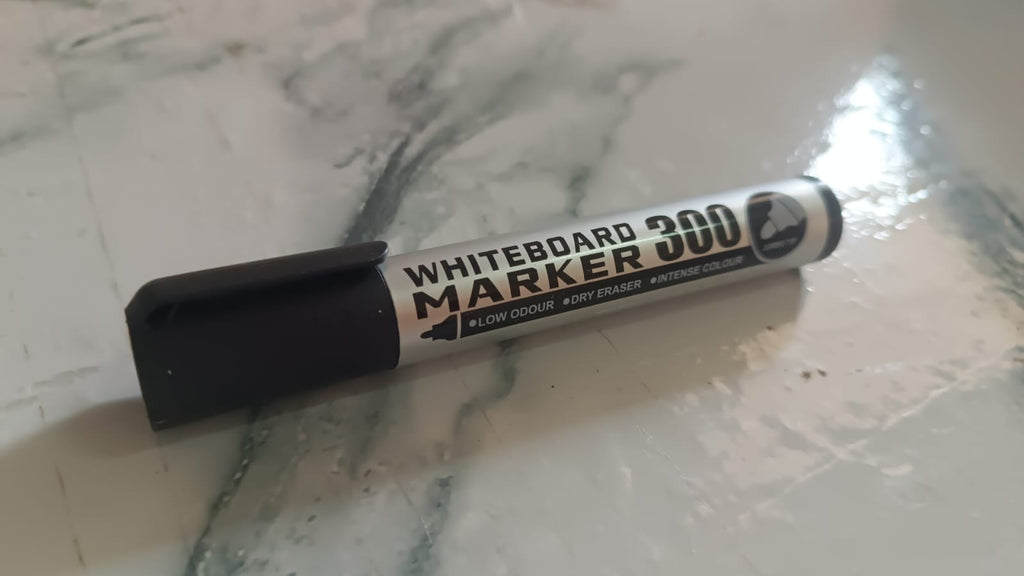 WHITEBOARD
MARKER 300
LOW ODOUR • DRY ERASER • INTENSE COLOUR